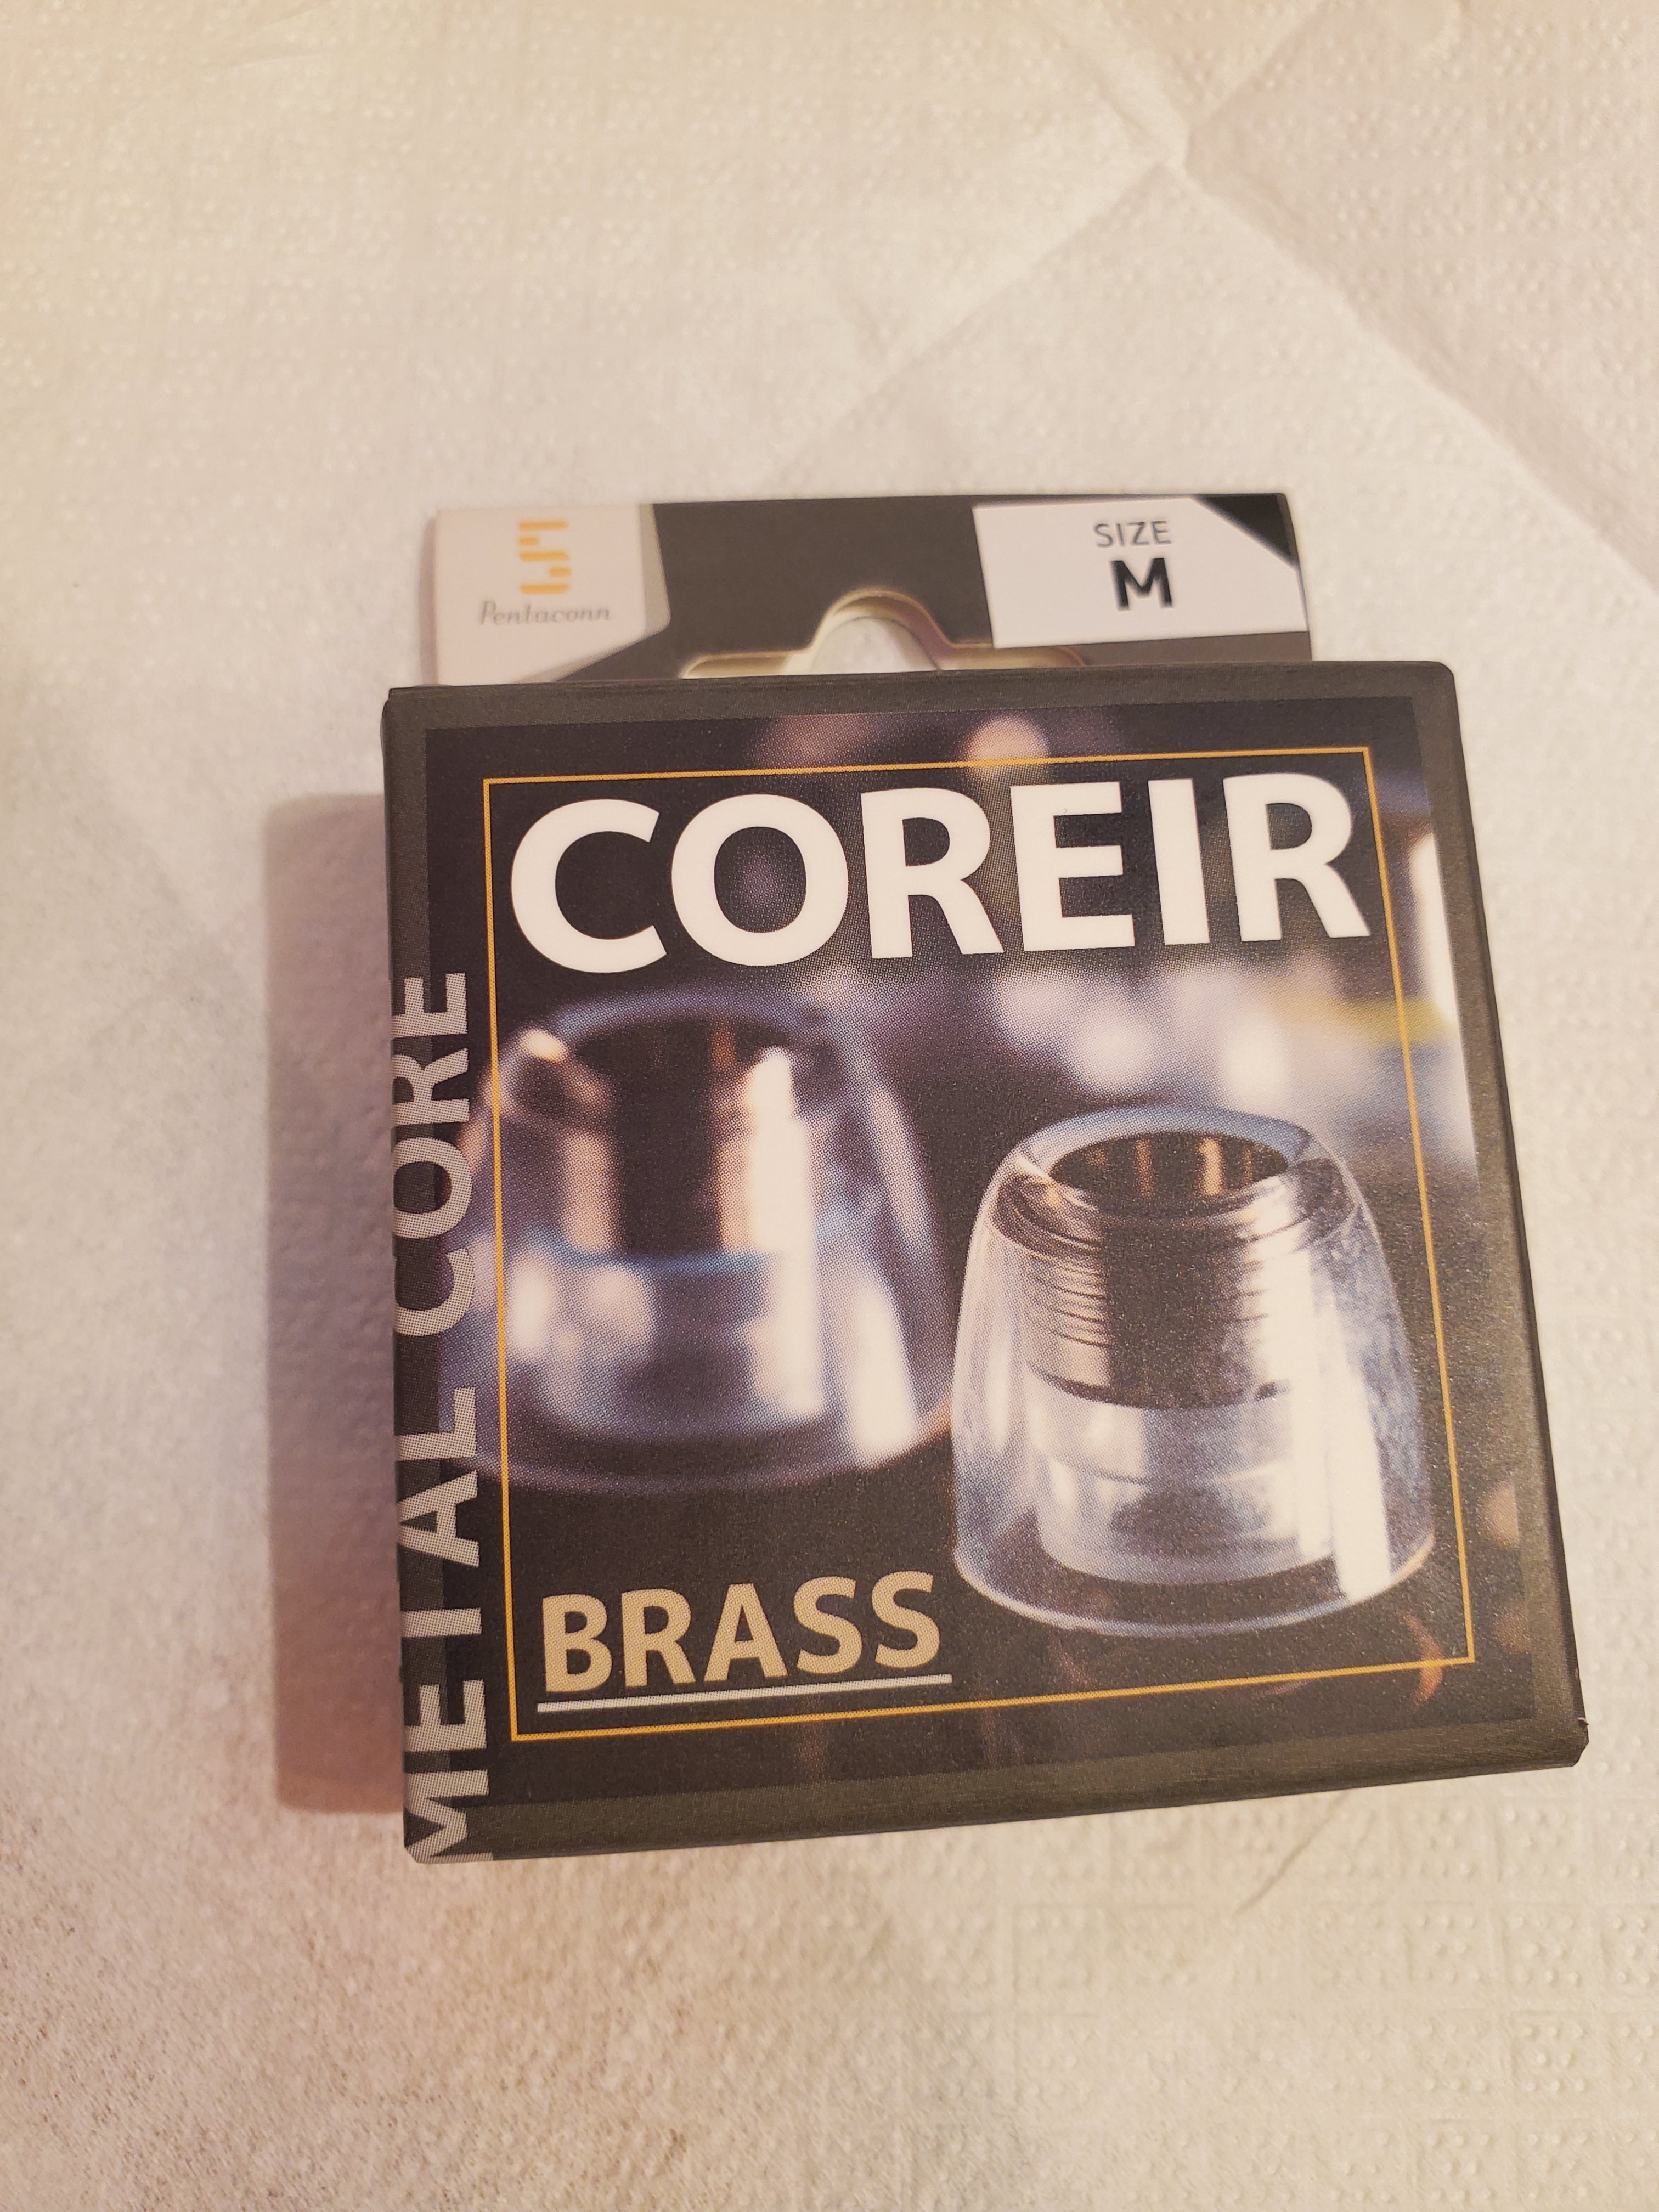 Pentaconn
SIZE
M
COREIR
METAL CORE
BRASS